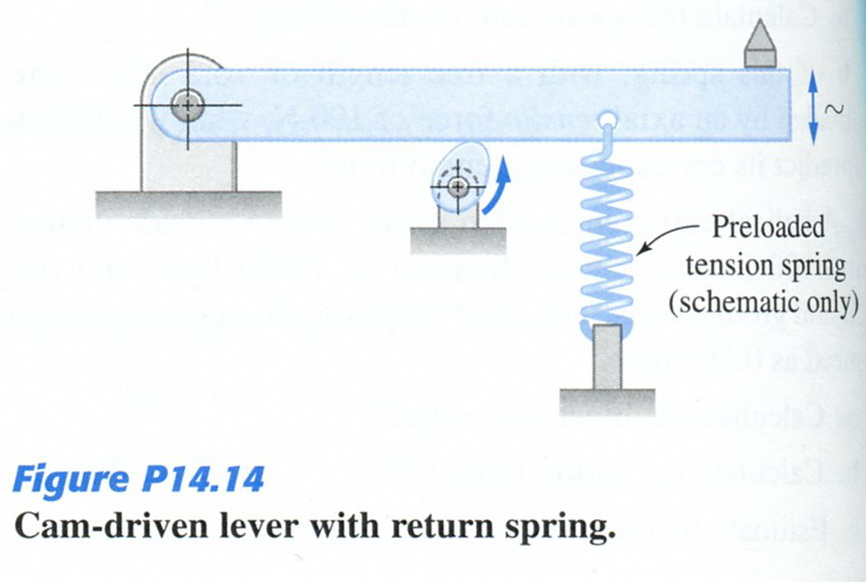 ~
Preloaded
tension spring
(schematic only)
Figure P14.14
Cam-driven lever with return spring.